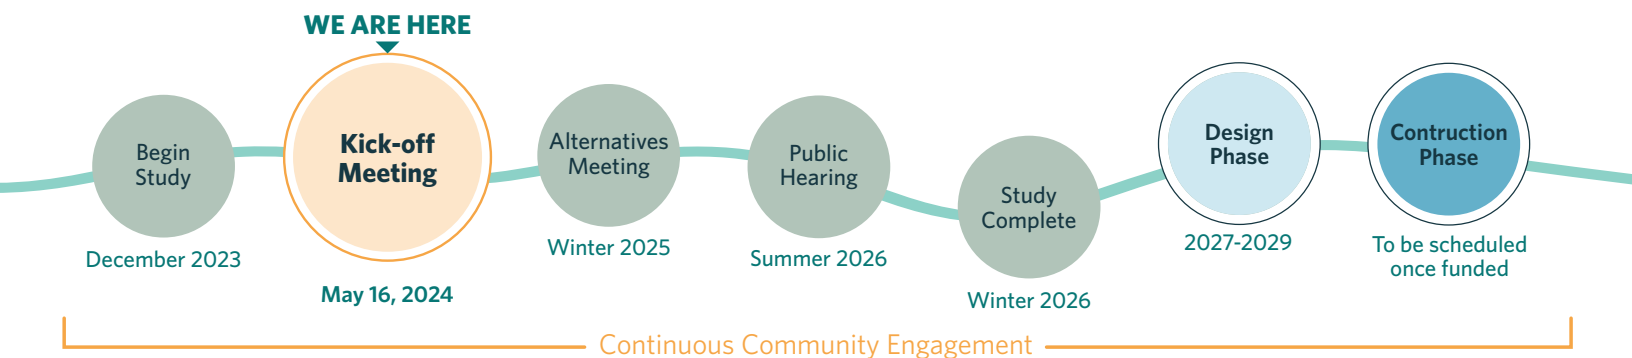 WE ARE HERE
Begin
Study
December 2023
Kick-off
Meeting
May 16, 2024
Alternatives
Meeting
Winter 2025
Public
Hearing
Summer 2026
Study
Complete
Winter 2026
Design
Phase
2027-2029
Contruction
Phase
To be scheduled
once funded
Continuous Community Engagement